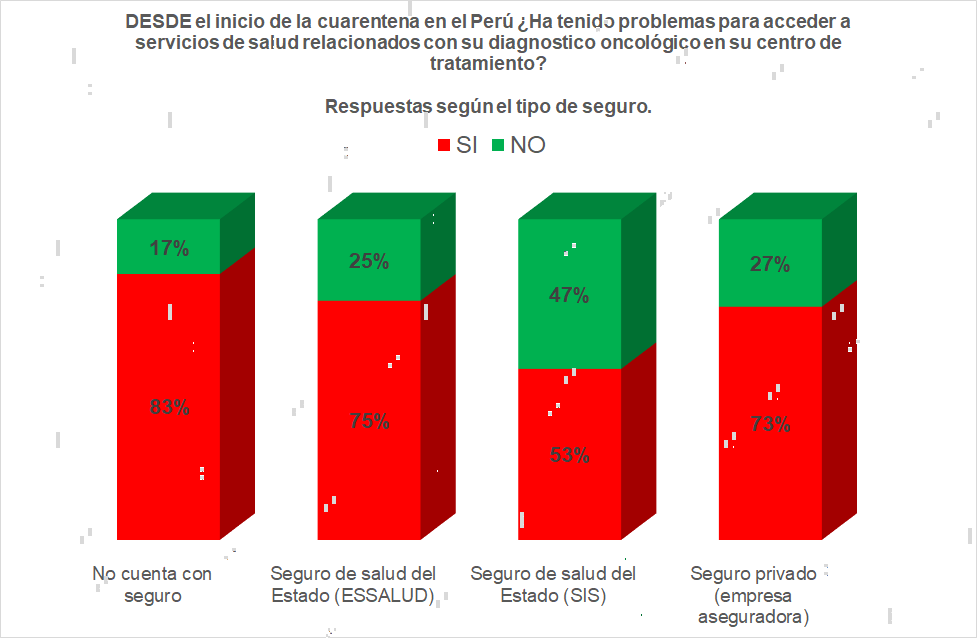 DESDE el inicio de la cuarentena en el Perú ¿Ha tenido problemas para acceder a
servicios de salud relacionados con su diagnostico oncológico en su centro de
tratamiento?
Respuestas según el tipo de seguro.
SI NO
17% 25% 47% 27%
83% 75% 53% 73%
No cuenta con
seguro
Seguro de salud del
Estado (ESSALUD)
Seguro de salud del
Estado (SIS)
Seguro privado
(empresa
aseguradora)